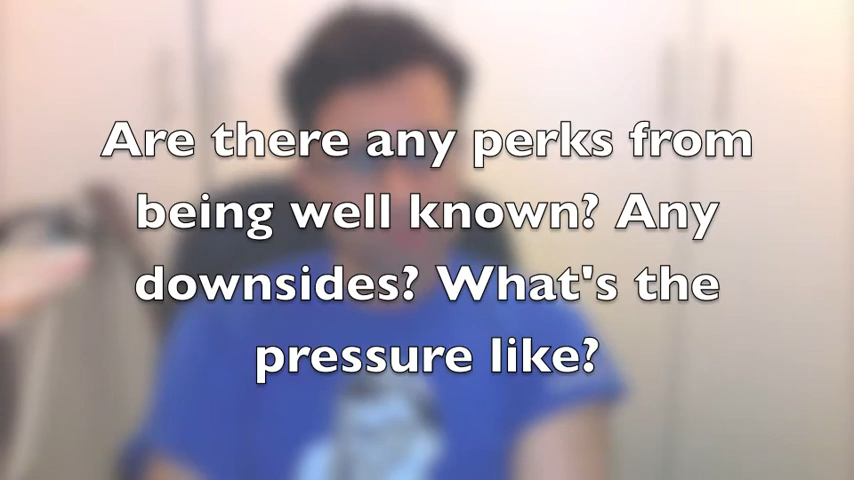 Are there any perks from
being well known? Any
downsides? What's the
pressure like?